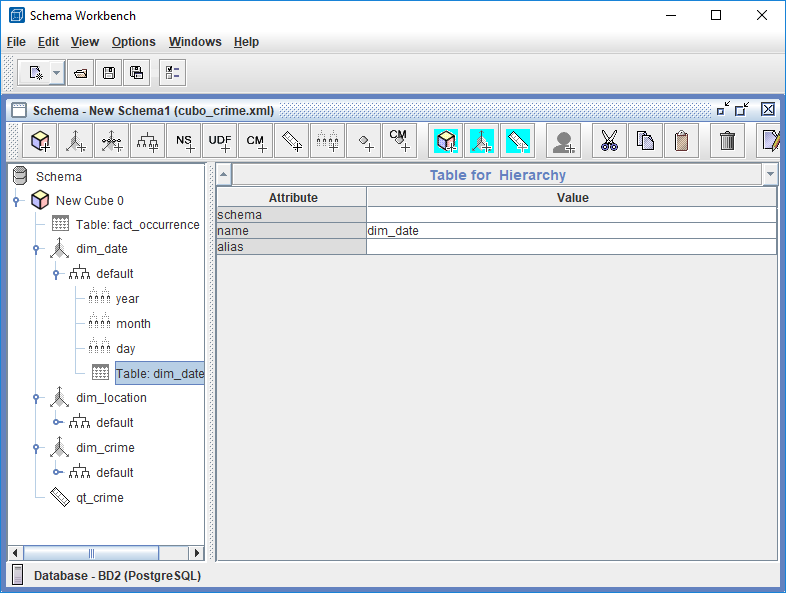 Schema Workbench
File Edit View Options Windows Help
Schema - New Schema1 (cubo_crime.xml)
NS UDF CM CM
Schema
New Cube 0
Table: fact_occurrence
dim_date
default
year
month
day
Table: dim_date
dim_location
default
dim_crime
default
qt_crime
Table for Hierarchy
Attribute Value
schema
name dim_date
alias
Database - BD2 (PostgreSQL)